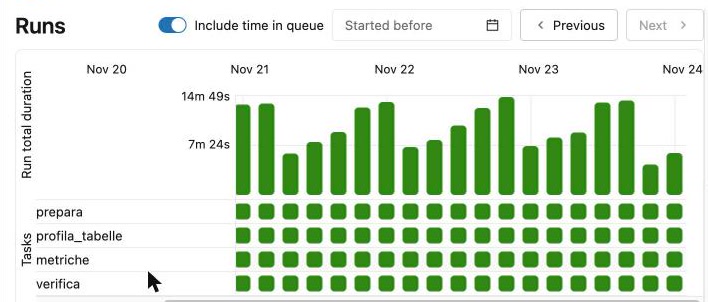 Runs
Include time in queue
Started before
Previous
Next
Nov 20 Nov 21 Nov 22 Nov 23 Nov 24
Run total duration
14m 49s
7m 24s
Tasks
prepara
profila_tabelle
metriche
verifica